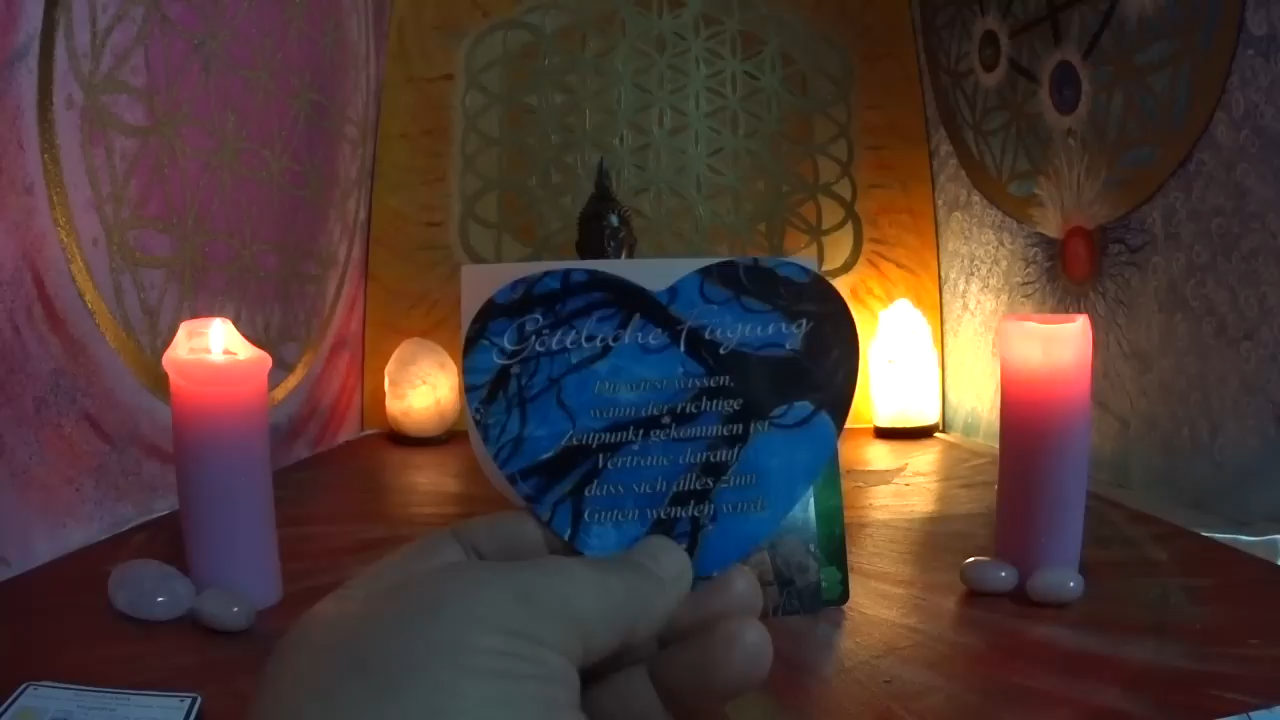 Göttliche Fügung
Du wirst wissen,
wann der richtige
Zeitpunkt gekommen ist
Vertraue darauf,
dass sich alles zum
Guten wenden wird.